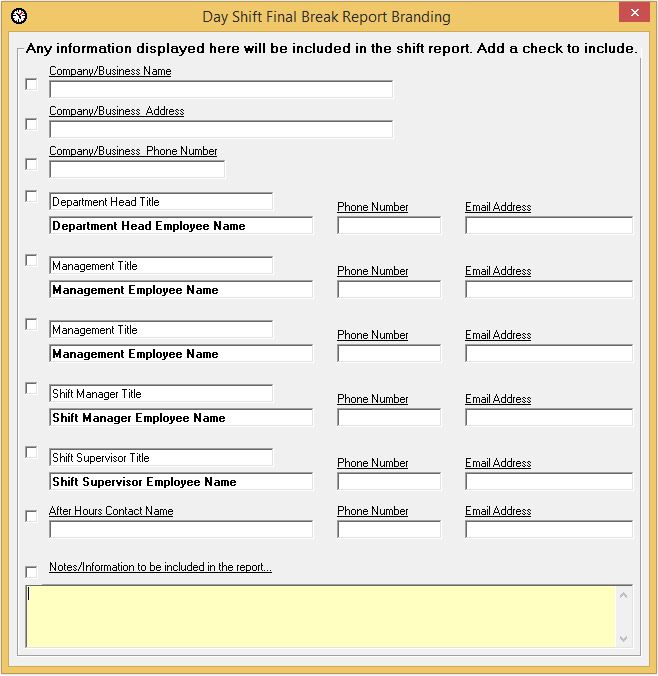 Day Shift Final Break Report Branding
Any information displayed here will be included in the shift report. Add a check to include.
Company/Business Name
Company/Business  Address
Company/Business  Phone Number
Department Head Title
Phone Number Email Address
Department Head Employee Name
Management Title
Phone Number Email Address
Management Employee Name
Management Title
Phone Number Email Address
Management Employee Name
Shift Manager Title
Phone Number Email Address
Shift Manager Employee Name
Shift Supervisor Title
Phone Number Email Address
Shift Supervisor Employee Name
After Hours Contact Name Phone Number Email Address
Notes/Information to be included in the report...